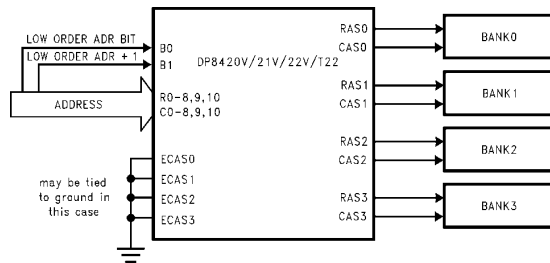 LOW ORDER ADR BIT
LOW ORDER ADR + 1
ADDRESS
B0
B1
DP8420V/21V/22V/T22
R0-8,9,10
C0-8,9,10
ECAS0
ECAS1
ECAS2
ECAS3
may be tied
to ground in
this case
RAS0
CAS0
BANK0
RAS1
CAS1
BANK1
RAS2
CAS2
BANK2
RAS3
CAS3
BANK3